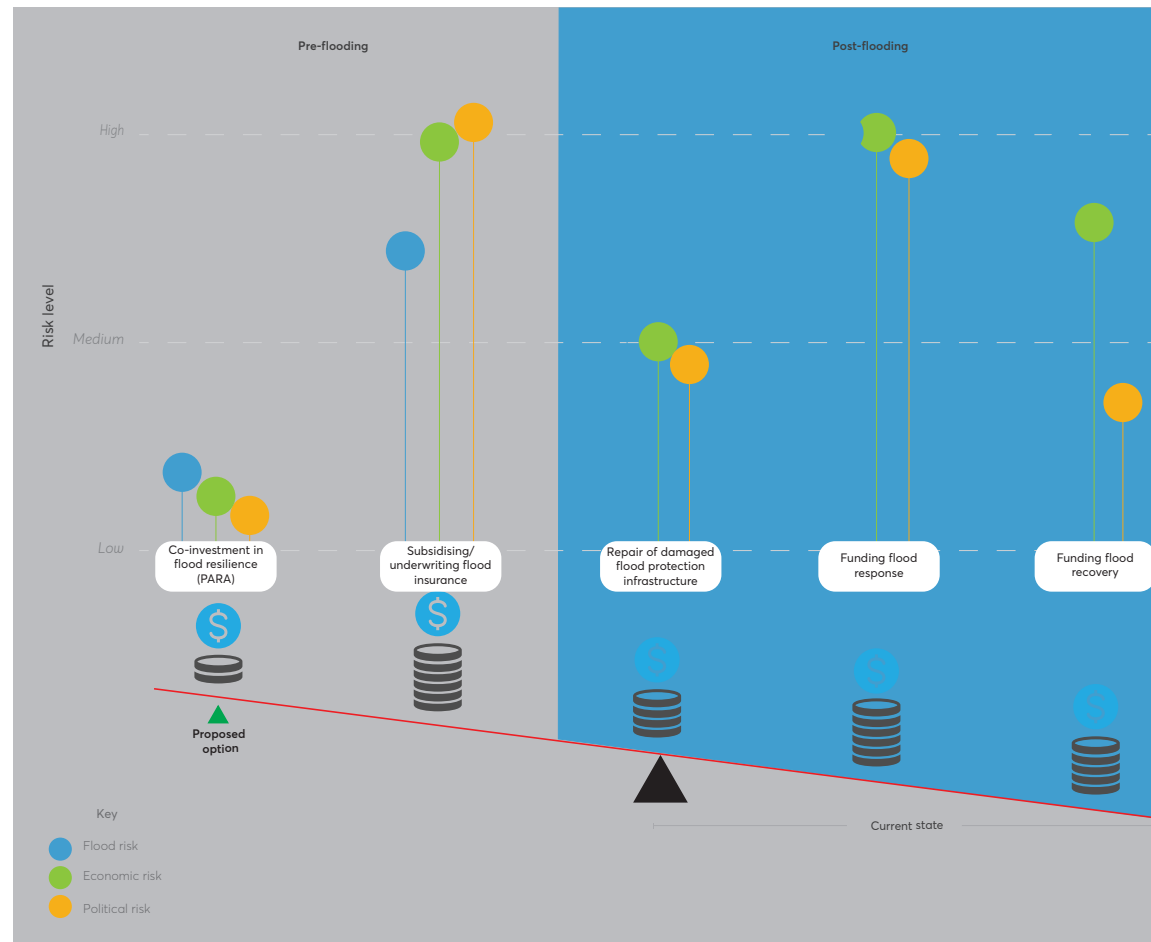 Pre-flooding
Post-flooding
High
Risk level
Medium
Low
Co-investment in
flood resilience
(PARA)
Subsidising/
underwriting flood
insurance
Repair of damaged
flood protection
infrastructure
Funding flood
response
Funding flood
recovery
$
$
$
$
$
Proposed
option
Current state
Key
Flood risk
Economic risk
Political risk